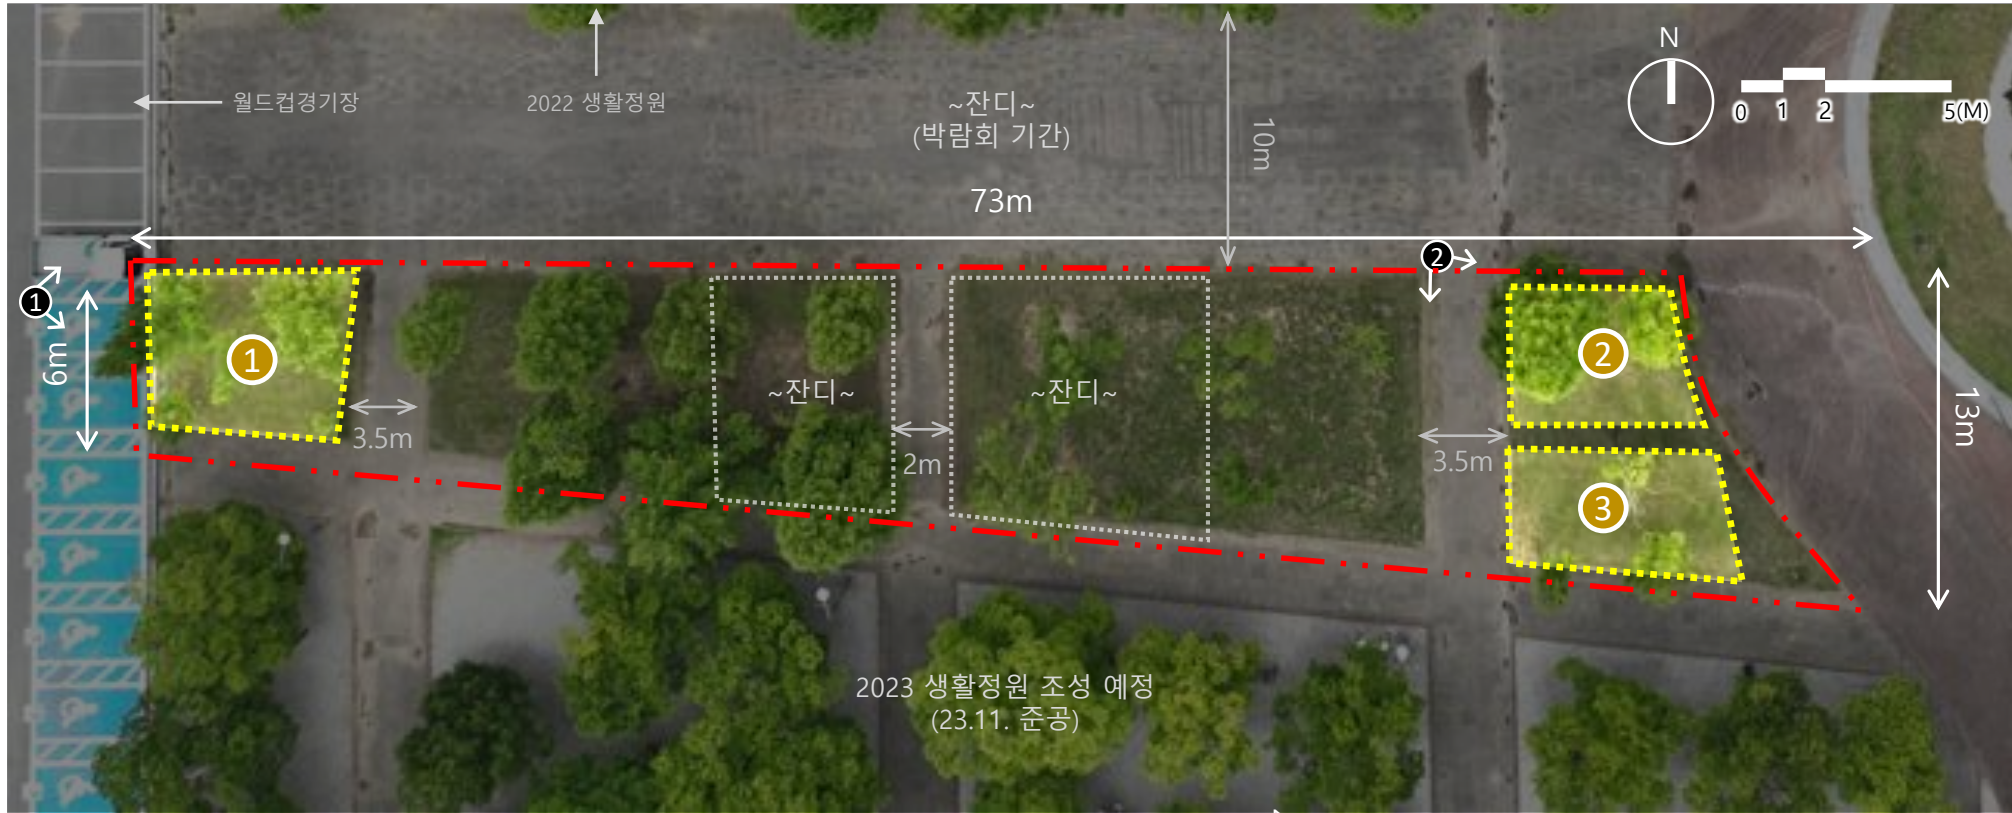 N
0 1 2 5(M)
월드컵경기장
2022 생활정원
~잔디~
(박람회 기간)
10m
73m
1
6m
1
3.5m
~잔디~
2m
~잔디~
2
3.5m
2
3
13m
2023 생활정원 조성 예정
(23.11. 준공)